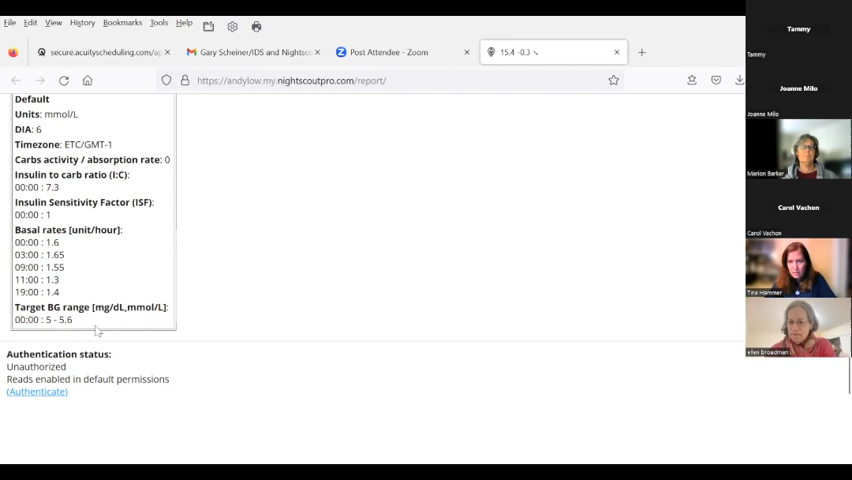 File Edit View History Bookmarks Tools Help
secure.acuityscheduling.com/ap
Gary Scheiner/IDS and Nightsc
Post Attendee - Zoom
15.4 -0.3 ↘
https://andylow.my.nightscoutpro.com/report/
Default
Units: mmol/L
DIA: 6
Timezone: ETC/GMT-1
Carbs activity / absorption rate: 0
Insulin to carb ratio (I:C):
00:00 : 7.3
Insulin Sensitivity Factor (ISF):
00:00 : 1
Basal rates [unit/hour]:
00:00 : 1.6
03:00 : 1.65
09:00 : 1.55
11:00 : 1.3
19:00 : 1.4
Target BG range [mg/dL,mmol/L]:
00:00 : 5 - 5.6
Authentication status:
Unauthorized
Reads enabled in default permissions
(Authenticate)
Tammy
Tammy
Joanne Milo
Joanne Milo
Marion Barker
Carol Vachon
Carol Vachon
Tina Hammer
ellen broadman